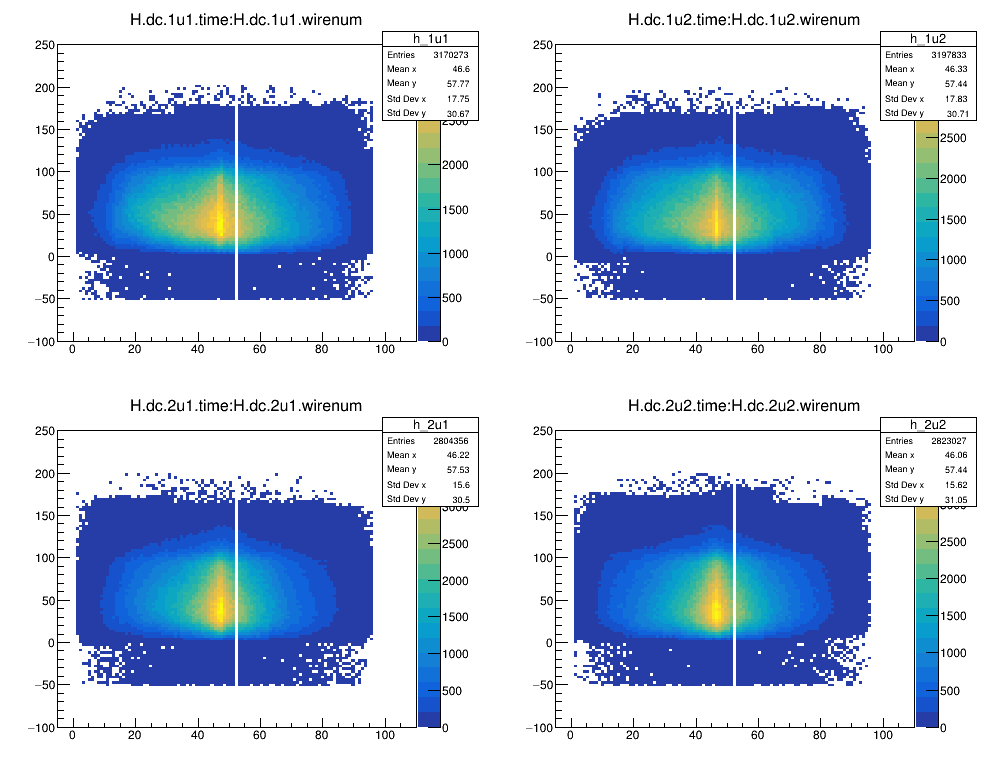 H.dc.1u1.time:H.dc.1u1.wirenum
h_1u1
Entries 3170273
Mean x 46.6
Mean y 57.77
Std Dev x 17.75
Std Dev y 30.67
250
200
150
100
50
0
−50
−100
0 20 40 60 80 100
2500
2000
1500
1000
500
0
H.dc.1u2.time:H.dc.1u2.wirenum
h_1u2
Entries 3197833
Mean x 46.33
Mean y 57.44
Std Dev x 17.83
Std Dev y 30.71
250
200
150
100
50
0
−50
−100
0 20 40 60 80 100
2500
2000
1500
1000
500
0
H.dc.2u1.time:H.dc.2u1.wirenum
h_2u1
Entries 2804356
Mean x 46.22
Mean y 57.53
Std Dev x 15.6
Std Dev y 30.5
250
200
150
100
50
0
−50
−100
0 20 40 60 80 100
3000
2500
2000
1500
1000
500
0
H.dc.2u2.time:H.dc.2u2.wirenum
h_2u2
Entries 2823027
Mean x 46.06
Mean y 57.44
Std Dev x 15.62
Std Dev y 31.05
250
200
150
100
50
0
−50
−100
0 20 40 60 80 100
2500
2000
1500
1000
500
0